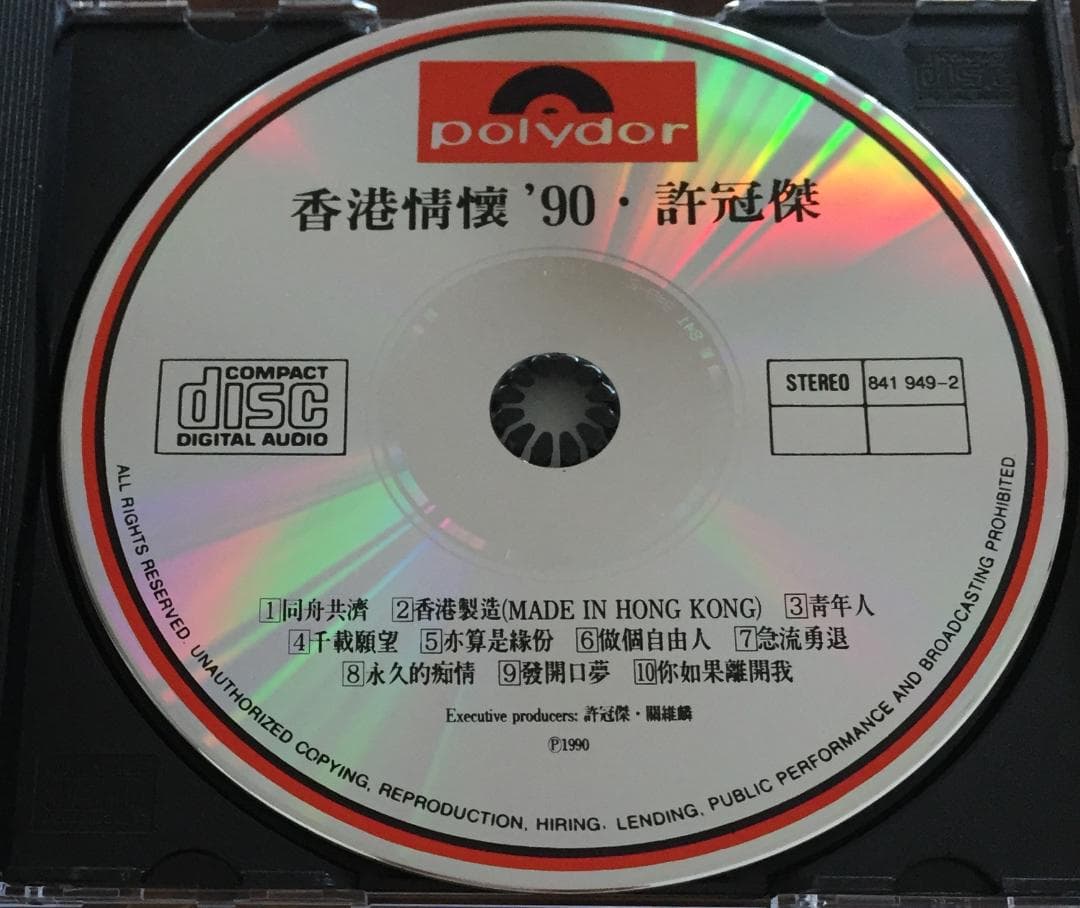 polydor
香港情懷 '90・許冠傑
COMPACT
disc
DIGITAL AUDIO
STEREO 841 949-2
1同舟共濟 2香港製造(MADE IN HONG KONG) 3靑年人
4千載願望 5亦算是緣份 6做個自由人 7急流勇退
8永久的痴情 9發開口夢 10你如果離開我
Executive producers: 許冠傑・關維麟
Ⓟ1990
ALL RIGHTS RESERVED. UNAUTHORIZED COPYING, REPRODUCTION, HIRING, LENDING, PUBLIC PERFORMANCE AND BROADCASTING PROHIBITED